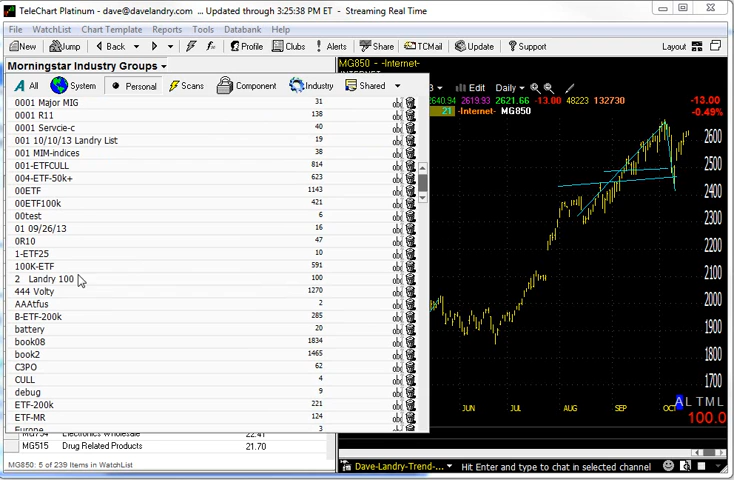 TeleChart Platinum - dave@davelandry.com ... Updated through 3:25:38 PM ET - Streaming Real Time
File WatchList Chart Template Reports Tools Databank Help
New Jump Back Alerts Profile Clubs Alerts Share TCMail Update Support Layout
Morningstar Industry Groups
All System Personal Scans Component Industry Shared
0001 Major MIG 31
0001 R11 138
0001 Servcie-c 40
001 10/10/13 Landry List 19
001 MIM-indices 38
001-ETFCULL 814
004-ETF-50k+ 623
00ETF 1143
00ETF100k 421
00test 6
01 09/26/13 16
0R10 47
1-ETF25 10
100K-ETF 591
2 Landry 100 100
444 Volty 1270
AAAtfus 2
B-ETF-200k 285
battery 20
book08 1834
book2 1465
C3PO 62
CULL 4
debug 9
ETF-200k 221
ETF-MR 124
Europe 3
MG734 Electronics Wholesale 22.41
MG515 Drug Related Products 21.70
MG850: 5 of 239 Items in WatchList
MG850 - -Internet-
Edit Daily
2640.94 2619.93 2621.66 -13.00 48223 132730
21 -Internet- MG850
-13.00
-0.49%
2600
2500
2400
2300
2200
2100
2000
1900
1800
1700
JUN JUL AUG SEP OCT
A L T M L
100.0
Dave-Landry-Trend-... Hit Enter and type to chat in selected channel